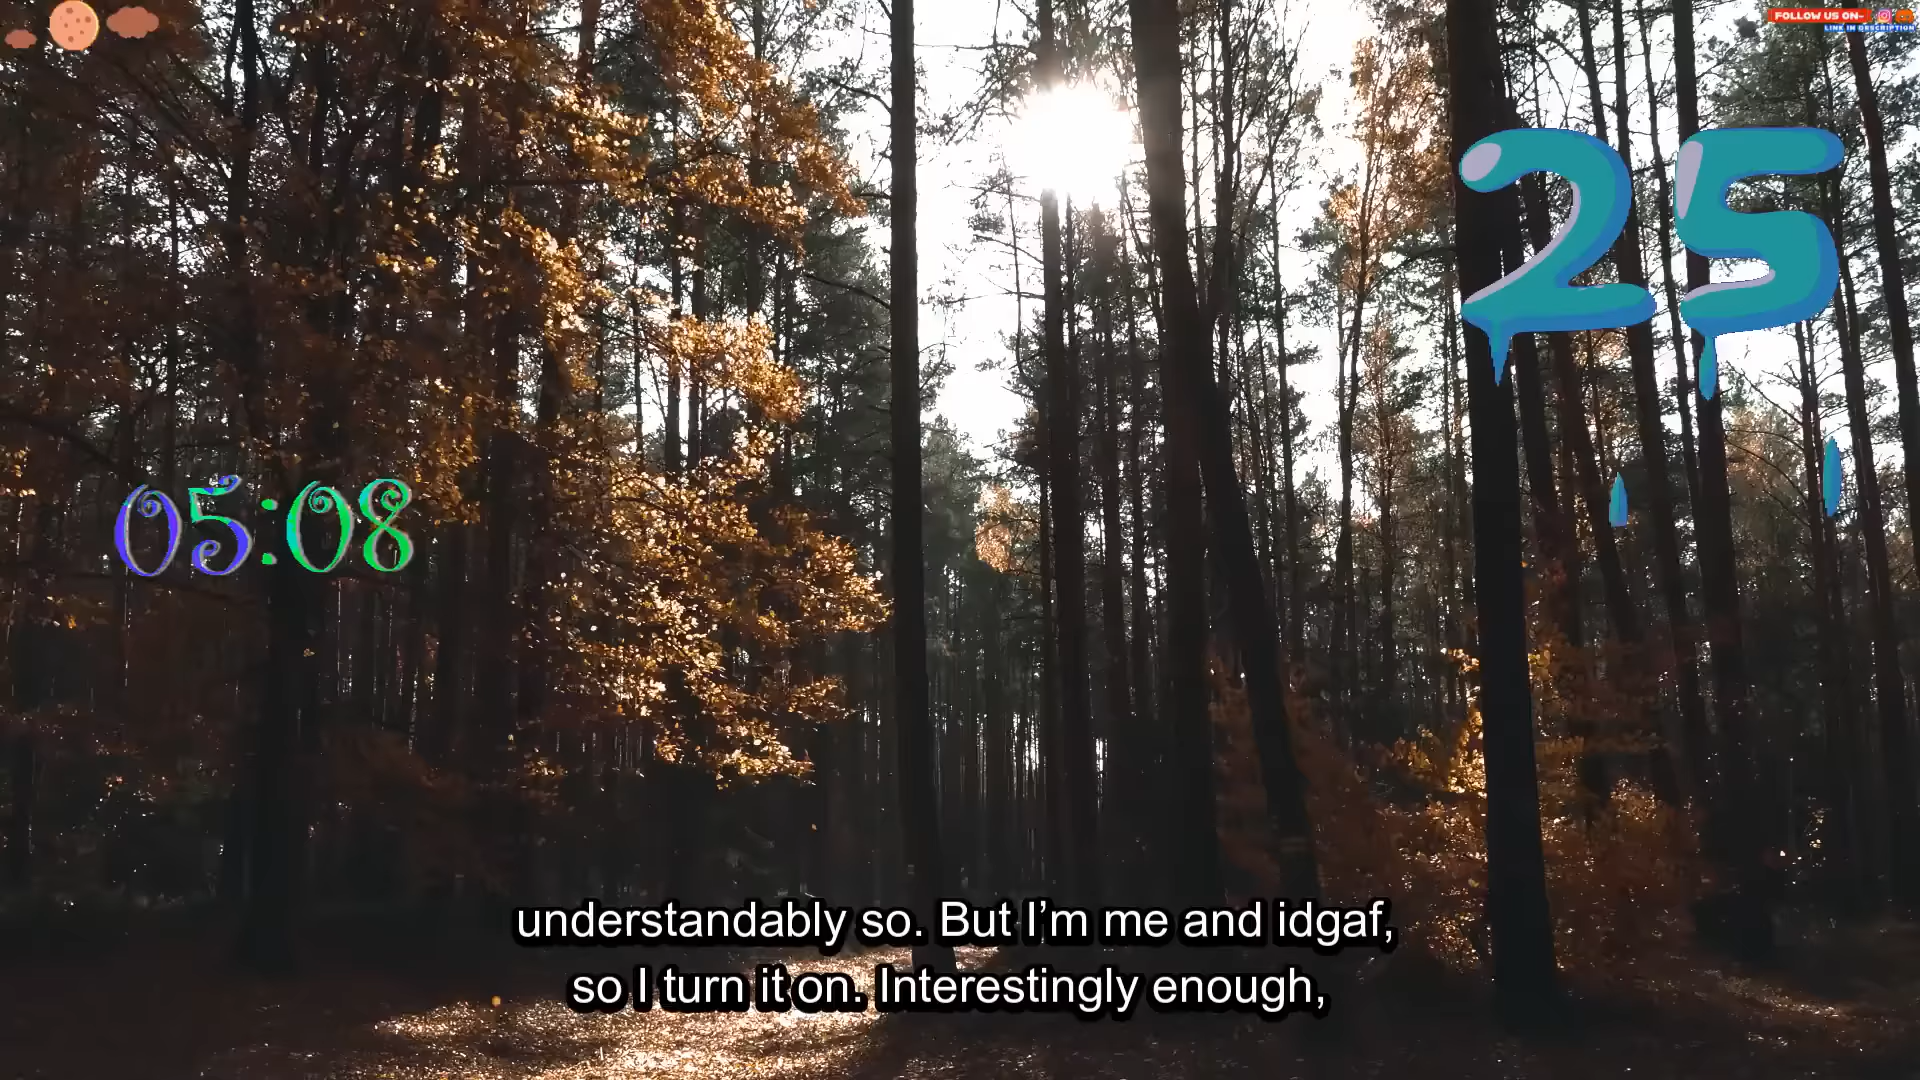 FOLLOW US ON-
LINK IN DESCRIPTION
25
05:08
understandably so. But I’m me and idgaf,
so I turn it on. Interestingly enough,